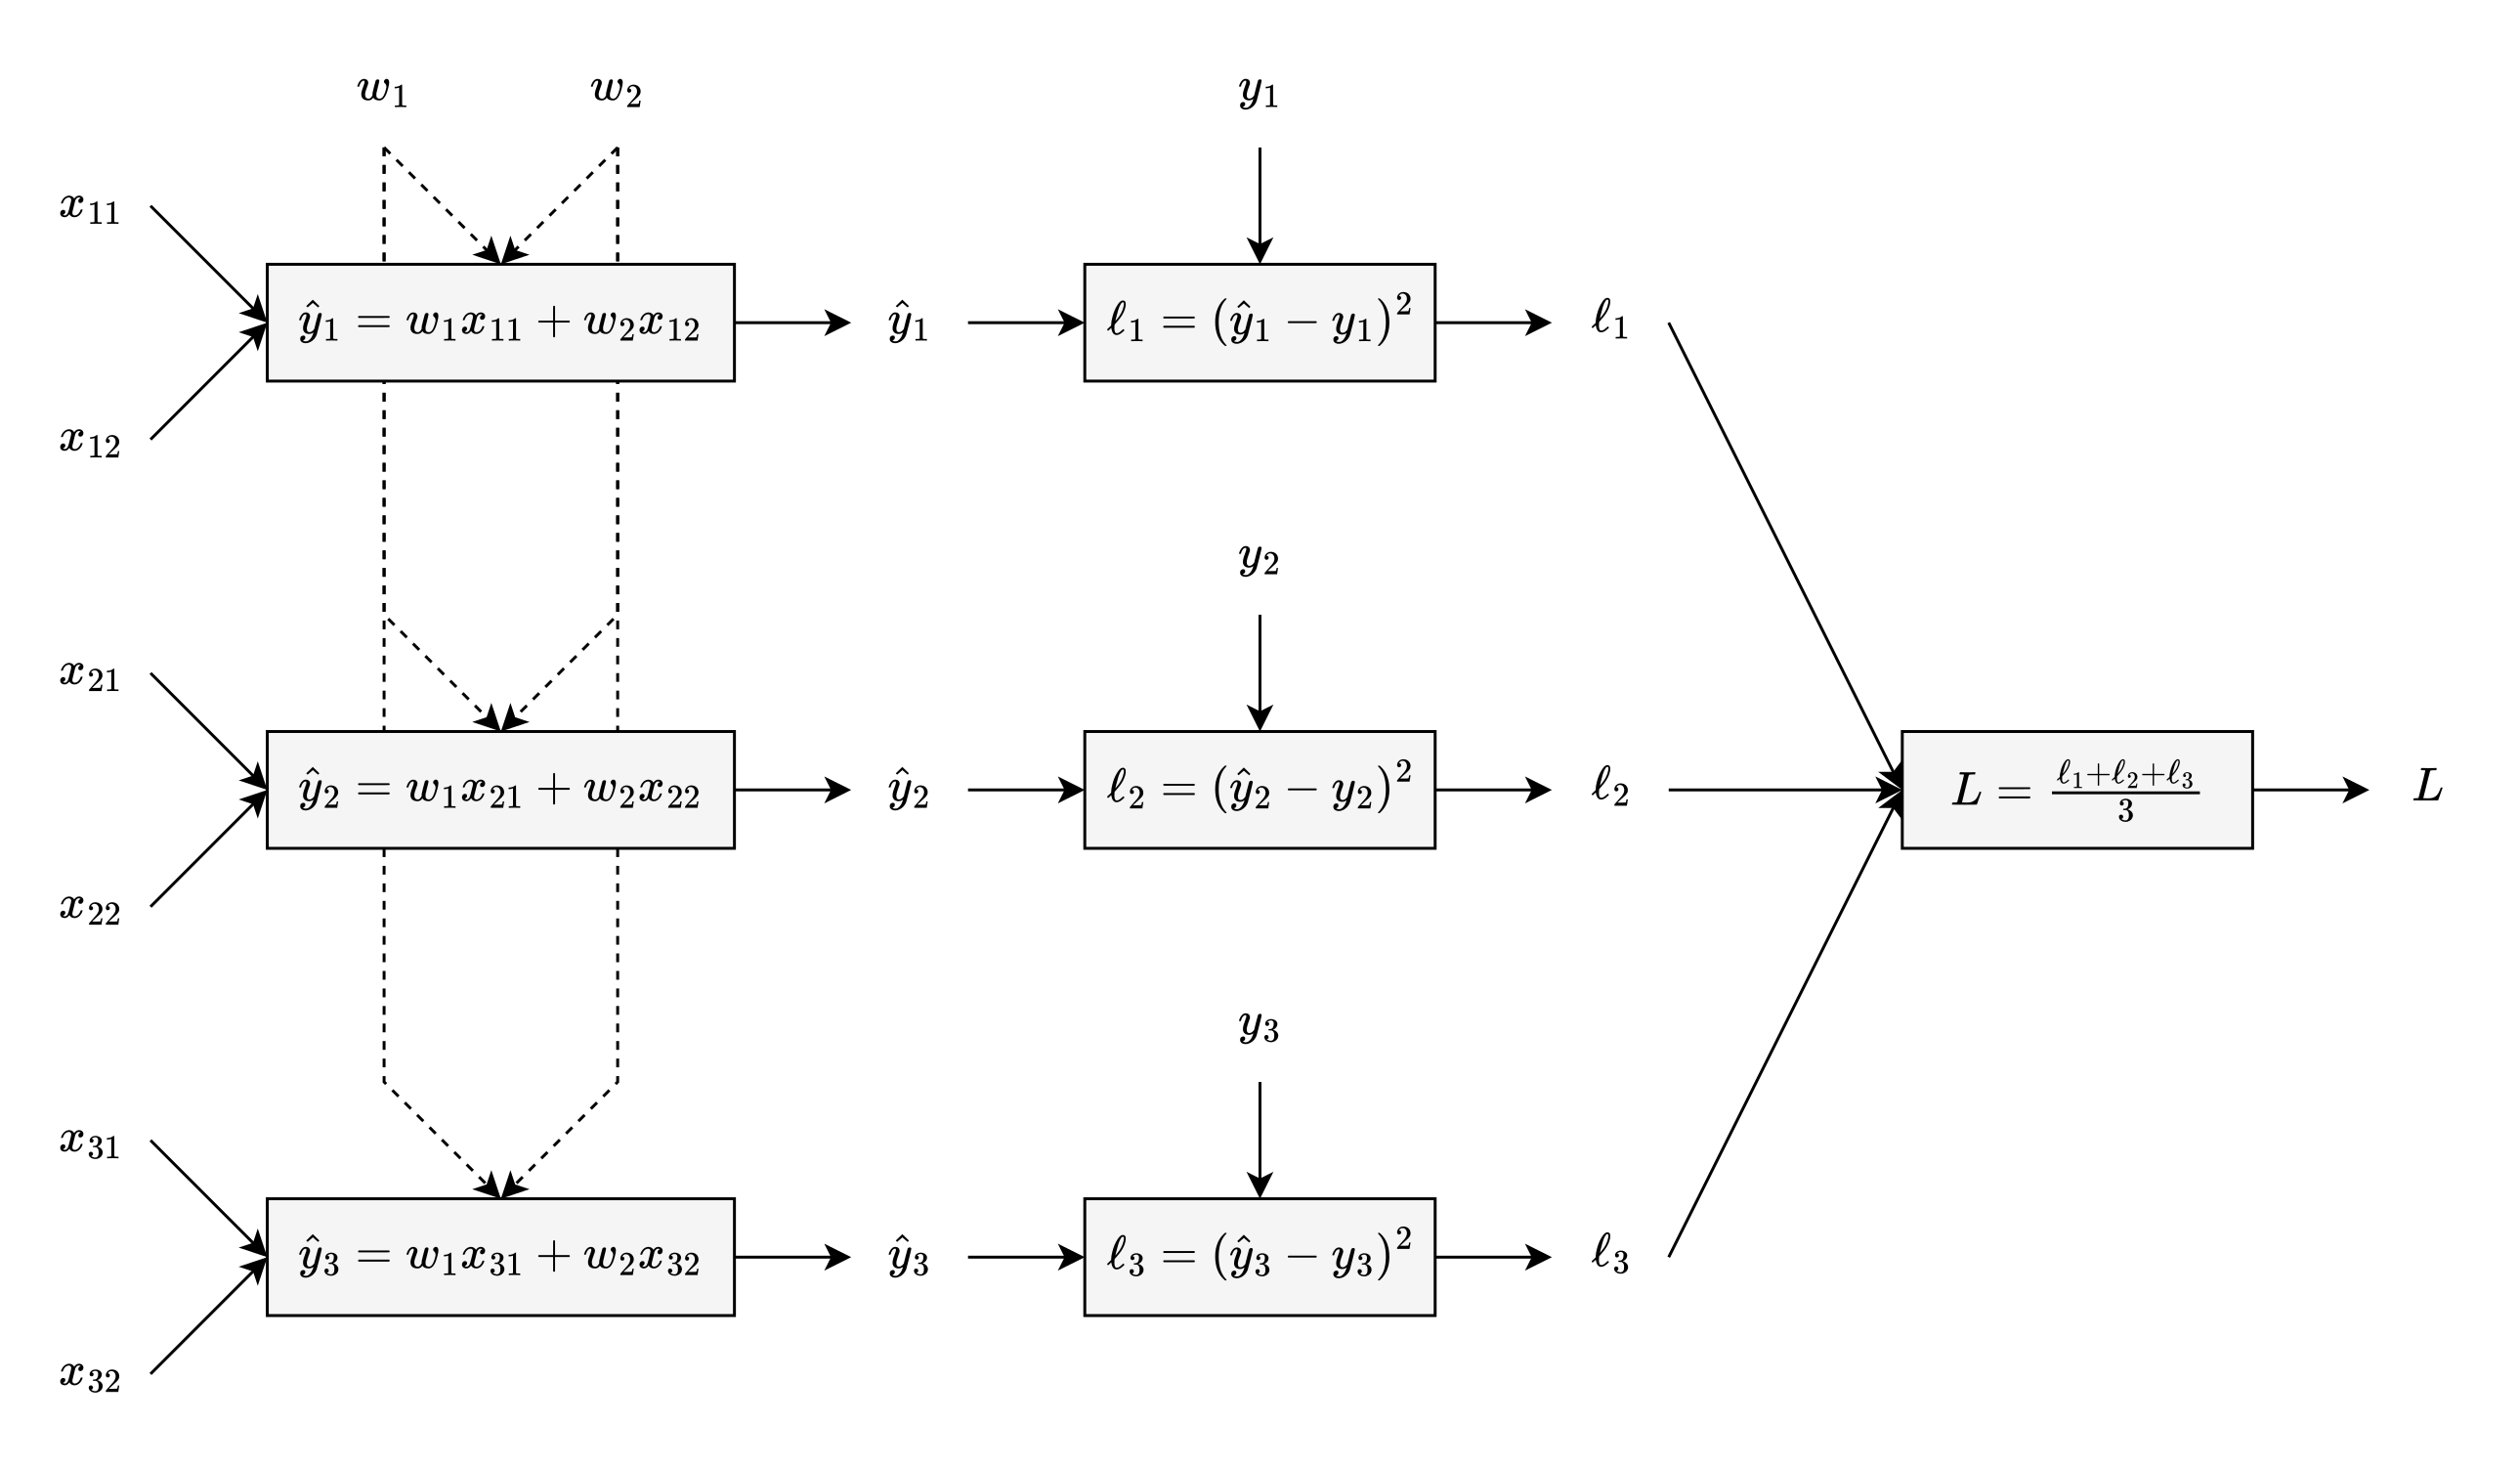 w₁ w₂ y₁
x₁₁
ŷ₁ = w₁x₁₁ + w₂x₁₂ ŷ₁ ℓ₁ = (ŷ₁ − y₁)² ℓ₁
x₁₂
y₂
x₂₁
ŷ₂ = w₁x₂₁ + w₂x₂₂ ŷ₂ ℓ₂ = (ŷ₂ − y₂)² ℓ₂ L = (ℓ₁+ℓ₂+ℓ₃)/3 L
x₂₂
y₃
x₃₁
ŷ₃ = w₁x₃₁ + w₂x₃₂ ŷ₃ ℓ₃ = (ŷ₃ − y₃)² ℓ₃
x₃₂